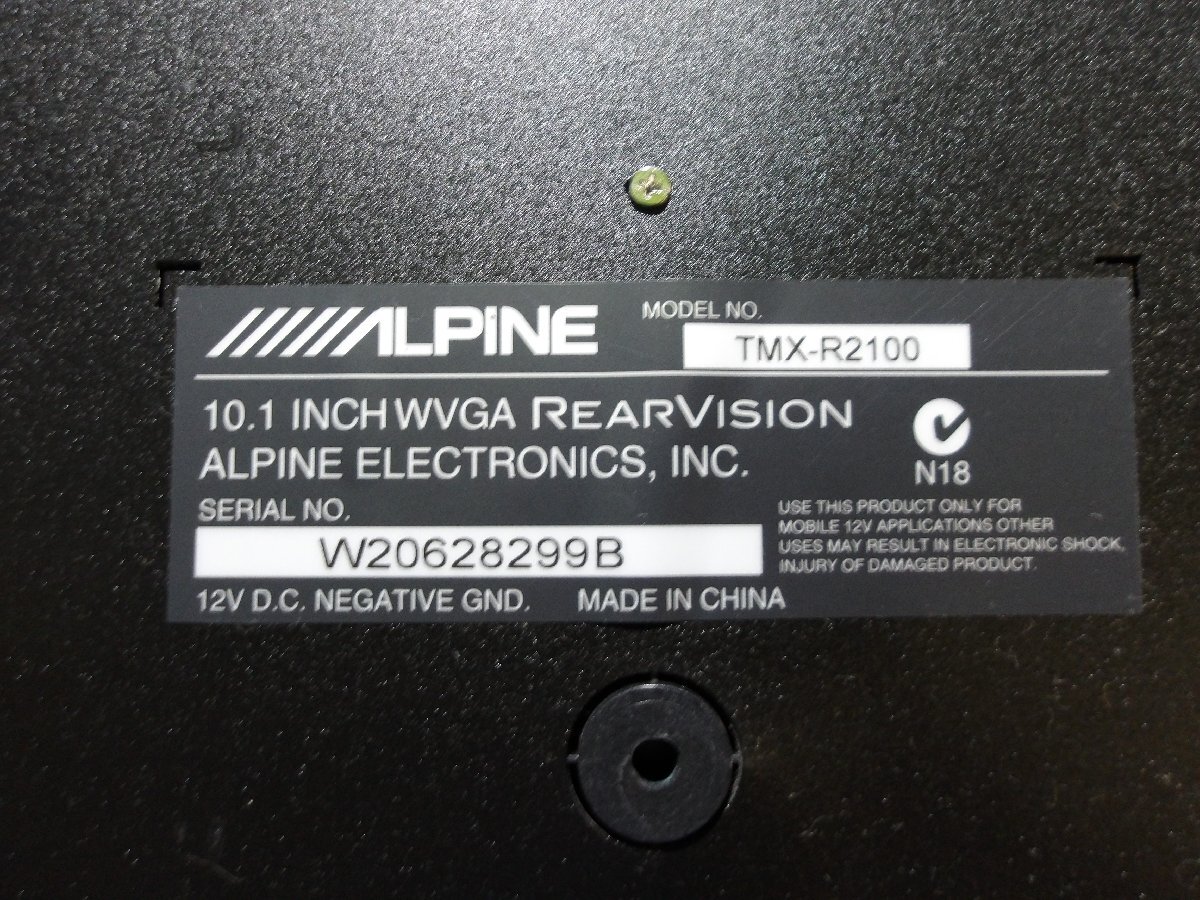 ALPINE
MODEL NO.
TMX-R2100
10.1 INCH WVGA REARVISION
ALPINE ELECTRONICS, INC.
N18
SERIAL NO.
W20628299B
USE THIS PRODUCT ONLY FOR
MOBILE 12V APPLICATIONS OTHER
USES MAY RESULT IN ELECTRONIC SHOCK,
INJURY OF DAMAGED PRODUCT.
12V D.C. NEGATIVE GND. MADE IN CHINA